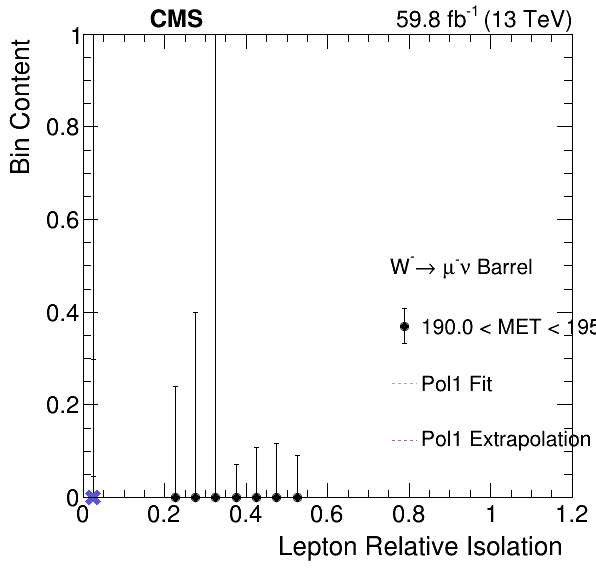 CMS
59.8 fb⁻¹ (13 TeV)
Bin Content
1
0.8
0.6
0.4
0.2
0
W⁻→ μ⁻ν Barrel
190.0 < MET < 195
Pol1 Fit
Pol1 Extrapolation
0 0.2 0.4 0.6 0.8 1 1.2
Lepton Relative Isolation